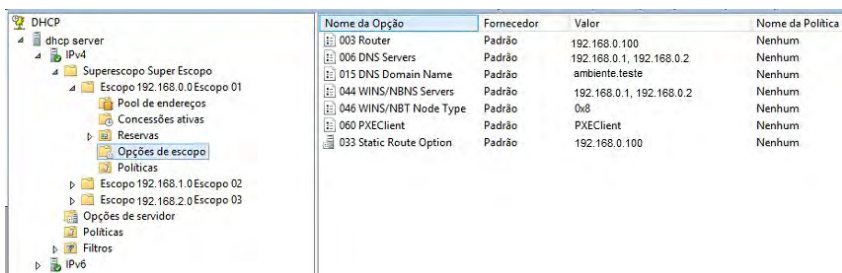 DHCP
dhcp server
IPv4
Superescopo Super Escopo
Escopo 192.168.0.0 Escopo 01
Pool de endereços
Concessões ativas
Reservas
Opções de escopo
Políticas
Escopo 192.168.1.0 Escopo 02
Escopo 192.168.2.0 Escopo 03
Opções de servidor
Políticas
Filtros
IPv6
Nome da Opção Fornecedor Valor Nome da Política
003 Router Padrão 192.168.0.100 Nenhum
006 DNS Servers Padrão 192.168.0.1, 192.168.0.2 Nenhum
015 DNS Domain Name Padrão ambiente.teste Nenhum
044 WINS/NBNS Servers Padrão 192.168.0.1, 192.168.0.2 Nenhum
046 WINS/NBT Node Type Padrão 0x8 Nenhum
060 PXEClient Padrão PXEClient Nenhum
033 Static Route Option Padrão 192.168.0.100 Nenhum